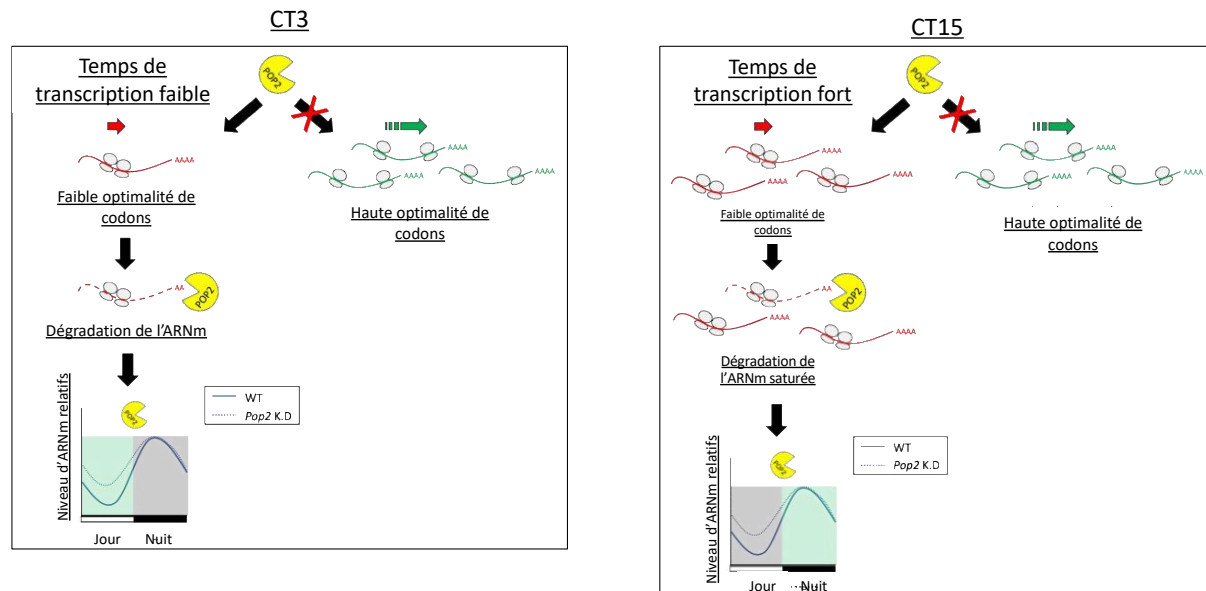 CT3
Temps de
transcription faible
POP2
AAAA
Faible optimalité de
codons
AAAA
AAAA
AAAA
Haute optimalité de
codons
AA
POP2
Dégradation de l'ARNm
WT
Pop2 K.D
POP2
Niveau d'ARNm relatifs
Jour Nuit
CT15
Temps de
transcription fort
POP2
AAAA
AAAA
AAAA
Faible optimalité de
codons
AAAA
AAAA
AAAA
Haute optimalité de
codons
AA
POP2
AAAA
AAAA
Dégradation de
l'ARNm saturée
WT
Pop2 K.D
POP2
Niveau d'ARNm relatifs
Jour Nuit